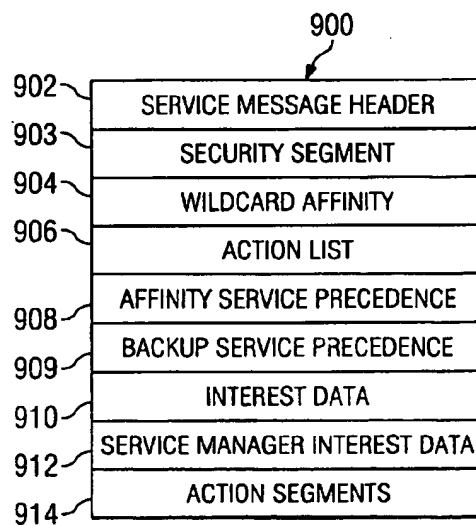 900
902 SERVICE MESSAGE HEADER
903 SECURITY SEGMENT
904 WILDCARD AFFINITY
906 ACTION LIST
908 AFFINITY SERVICE PRECEDENCE
909 BACKUP SERVICE PRECEDENCE
910 INTEREST DATA
912 SERVICE MANAGER INTEREST DATA
914 ACTION SEGMENTS